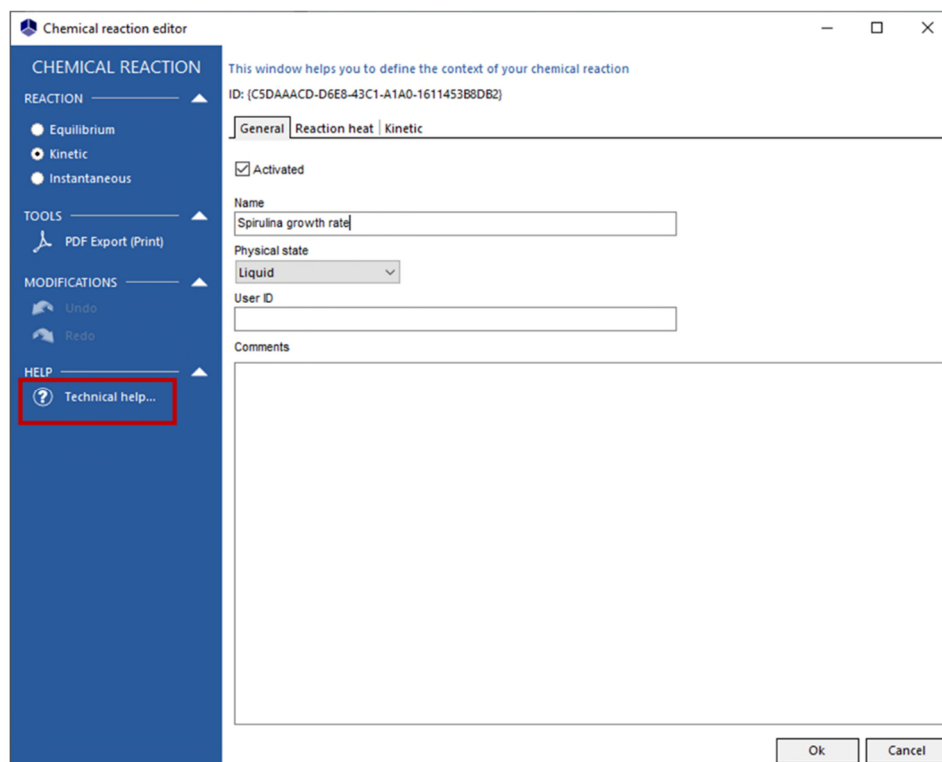 Chemical reaction editor
CHEMICAL REACTION
REACTION
Equilibrium
Kinetic
Instantaneous
TOOLS
PDF Export (Print)
MODIFICATIONS
Undo
Redo
HELP
Technical help...
This window helps you to define the context of your chemical reaction
ID: {C5DAAACD-D6E8-43C1-A1A0-1611453B8DB2}
General Reaction heat Kinetic
Activated
Name
Spirulina growth rate
Physical state
Liquid
User ID
Comments
Ok Cancel